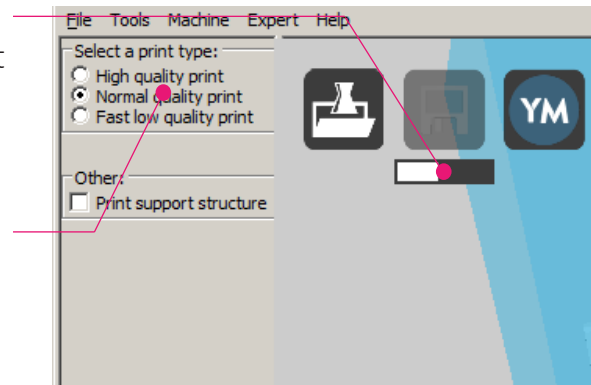 File Tools Machine Expert Help
Select a print type:
High quality print
Normal quality print
Fast low quality print
Other:
Print support structure
YM